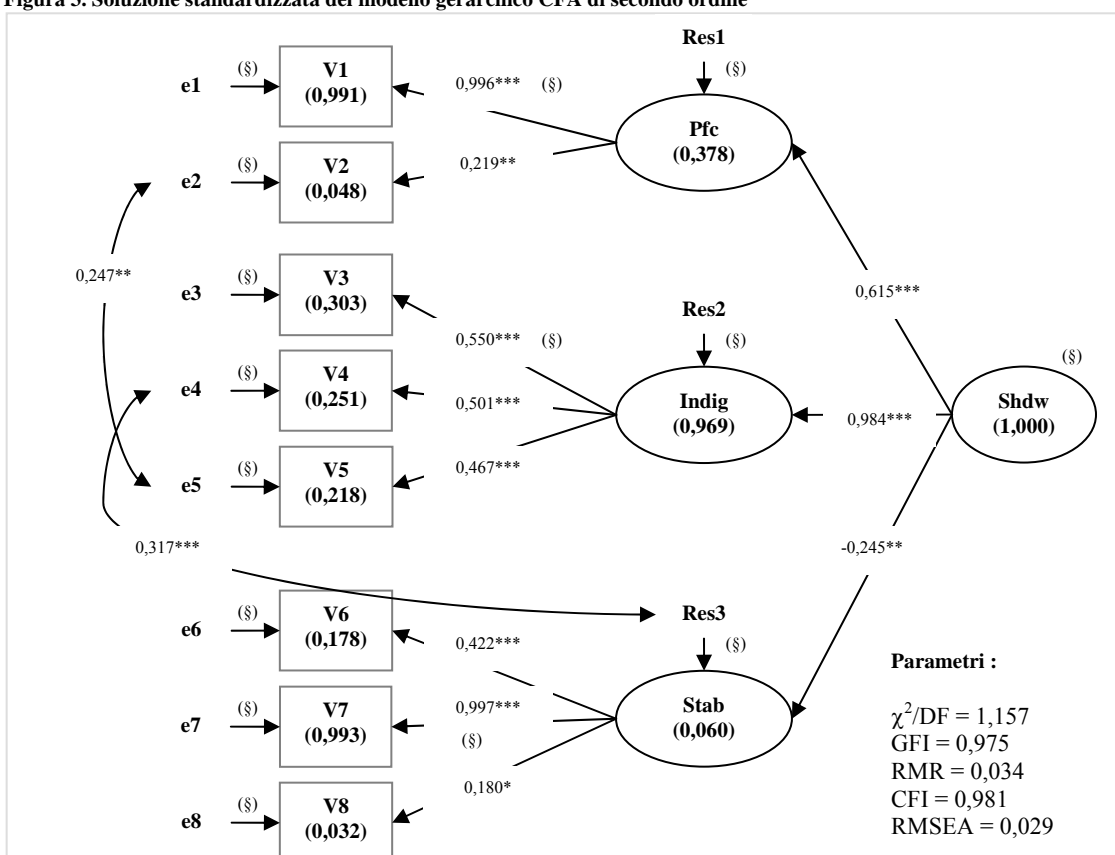 Figura 3. Soluzione standardizzata del modello gerarchico CFA di secondo ordine
Res1
(§)
e1
(§)
V1
(0,991)
0,996***
(§)
Pfc
(0,378)
e2
(§)
V2
(0,048)
0,219**
0,247**
e3
(§)
V3
(0,303)
0,615***
Res2
(§)
0,550***
(§)
e4
(§)
V4
(0,251)
0,501***
Indig
(0,969)
0,984***
(§)
Shdw
(1,000)
e5
(§)
V5
(0,218)
0,467***
0,317***
-0,245**
e6
(§)
V6
(0,178)
0,422***
Res3
(§)
e7
(§)
V7
(0,993)
0,997***
(§)
Stab
(0,060)
e8
(§)
V8
(0,032)
0,180*
Parametri :
χ²/DF = 1,157
GFI = 0,975
RMR = 0,034
CFI = 0,981
RMSEA = 0,029